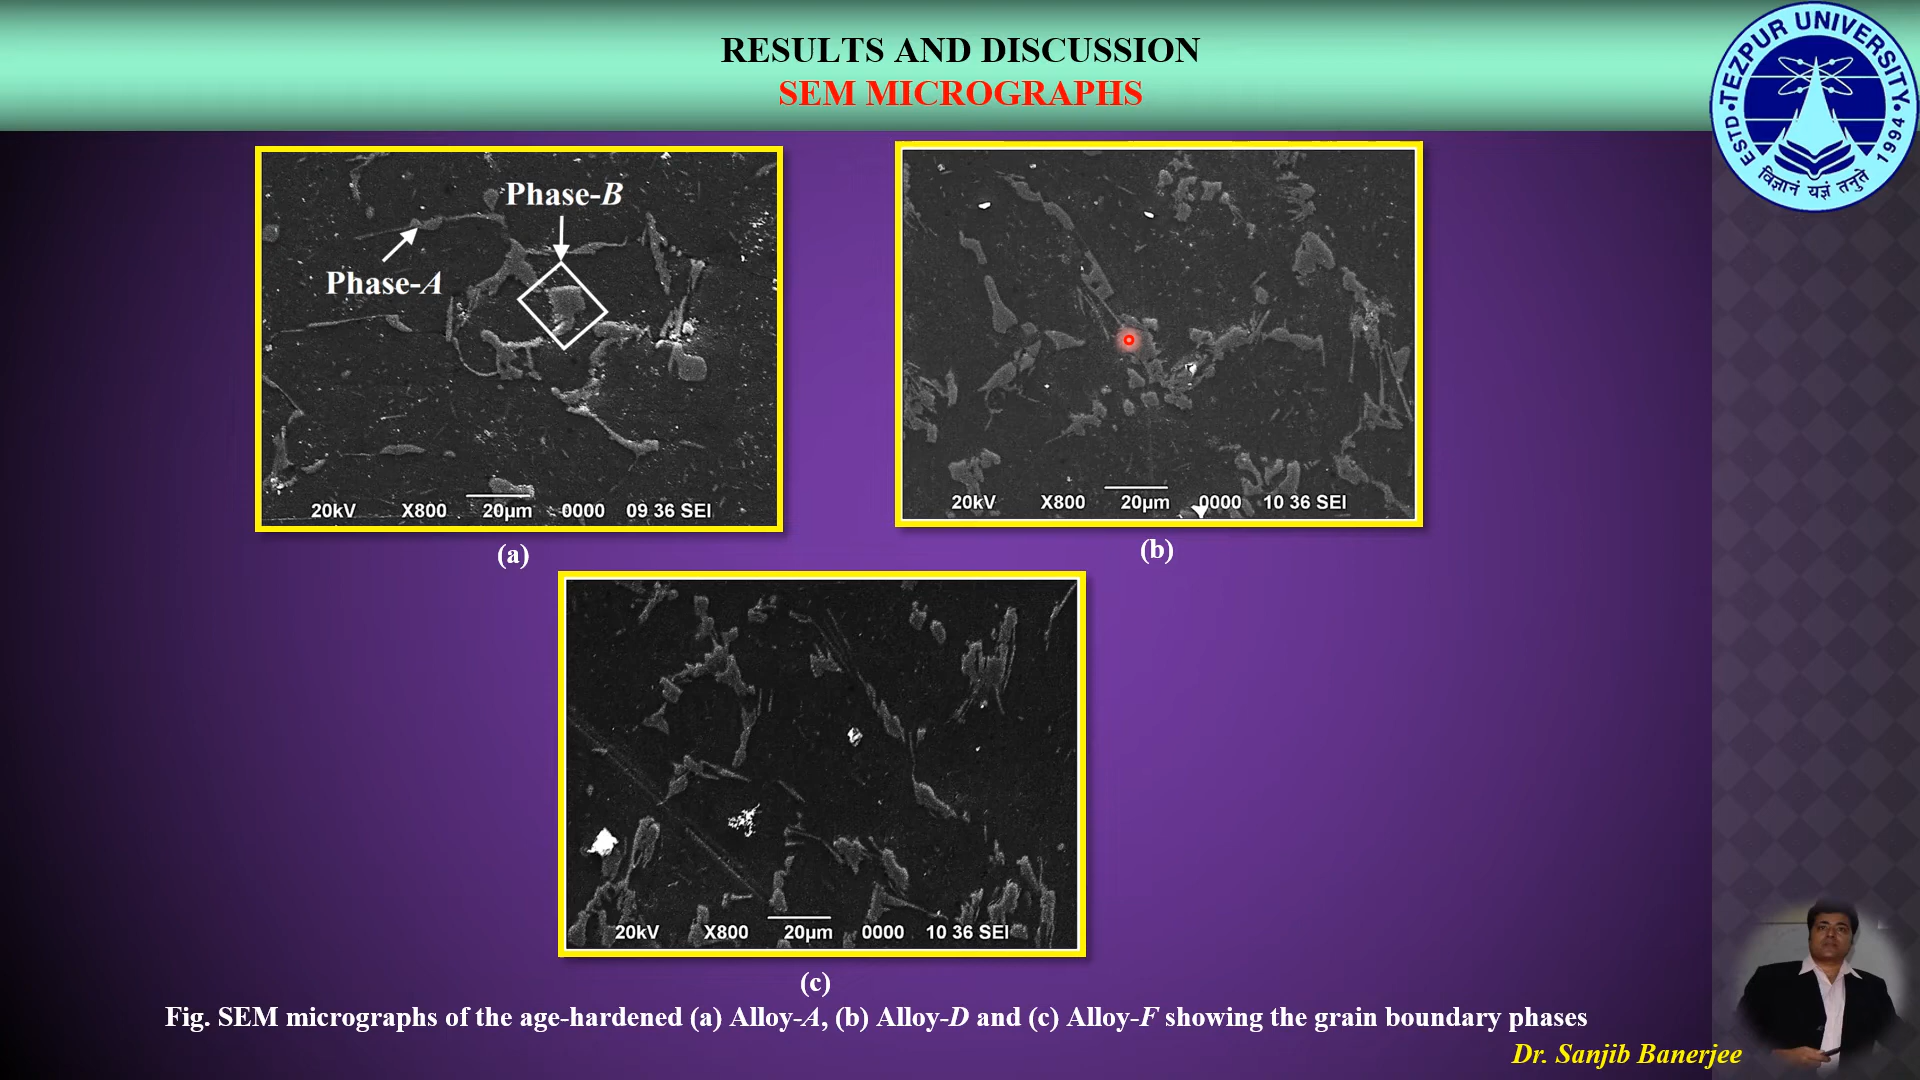 RESULTS AND DISCUSSION
SEM MICROGRAPHS
ESTD • TEZPUR UNIVERSITY • 1994
विज्ञानं यज्ञं तनुते
Phase-B
Phase-A
20kV X800 20µm 0000 09 36 SEI
(a)
20kV X800 20µm 0000 10 36 SEI
(b)
20kV X800 20µm 0000 10 36 SEI
(c)
Fig. SEM micrographs of the age-hardened (a) Alloy-A, (b) Alloy-D and (c) Alloy-F showing the grain boundary phases
Dr. Sanjib Banerjee